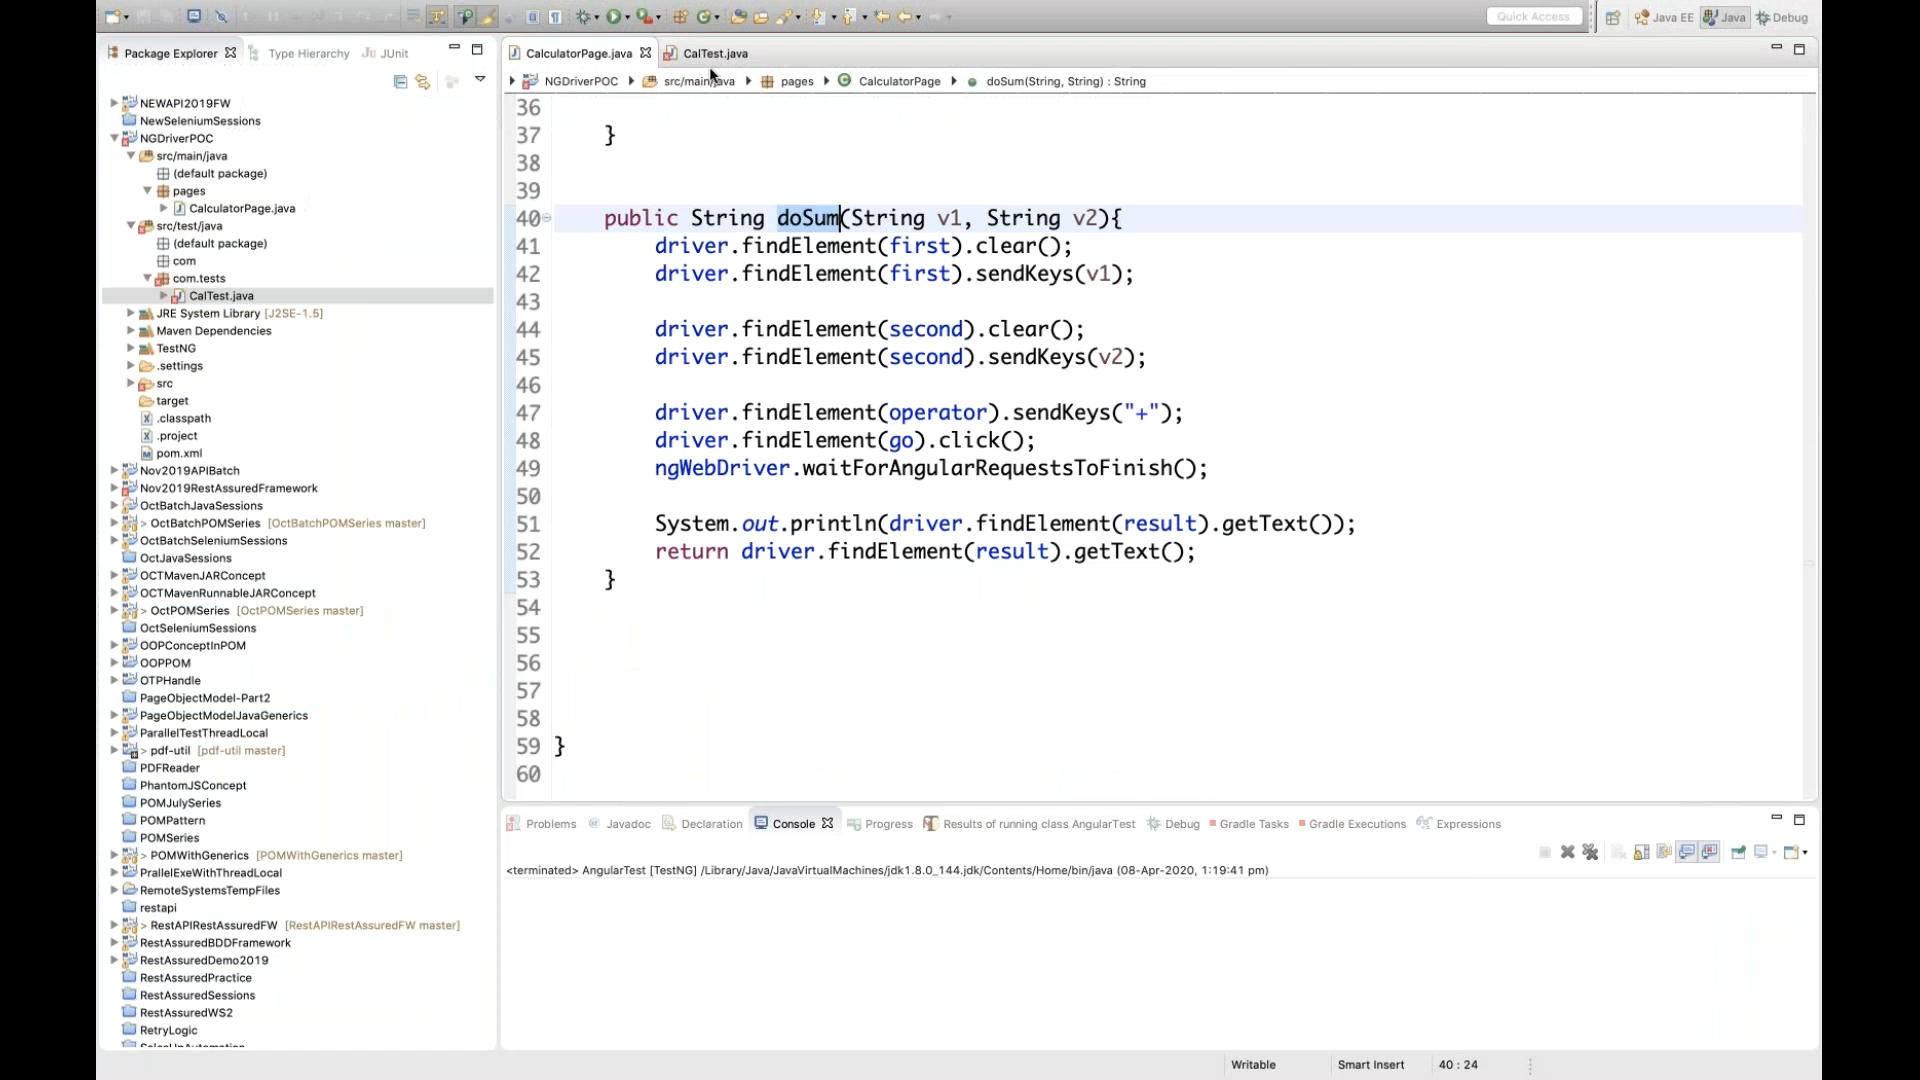 Quick Access
Java EE
Java
Debug
Package Explorer
Type Hierarchy
JUnit
NEWAPI2019FW
NewSeleniumSessions
NGDriverPOC
src/main/java
(default package)
pages
CalculatorPage.java
src/test/java
(default package)
com
com.tests
CalTest.java
JRE System Library [J2SE-1.5]
Maven Dependencies
TestNG
.settings
src
target
.classpath
.project
pom.xml
Nov2019APIBatch
Nov2019RestAssuredFramework
OctBatchJavaSessions
> OctBatchPOMSeries [OctBatchPOMSeries master]
OctBatchSeleniumSessions
OctJavaSessions
OCTMavenJARConcept
OCTMavenRunnableJARConcept
> OctPOMSeries [OctPOMSeries master]
OctSeleniumSessions
OOPConceptInPOM
OOPPOM
OTPHandle
PageObjectModel-Part2
PageObjectModelJavaGenerics
ParallelTestThreadLocal
> pdf-util [pdf-util master]
PDFReader
PhantomJSConcept
POMJulySeries
POMPattern
POMSeries
> POMWithGenerics [POMWithGenerics master]
PrallelExeWithThreadLocal
RemoteSystemsTempFiles
restapi
> RestAPIRestAssuredFW [RestAPIRestAssuredFW master]
RestAssuredBDDFramework
RestAssuredDemo2019
RestAssuredPractice
RestAssuredSessions
RestAssuredWS2
RetryLogic
CalculatorPage.java
CalTest.java
NGDriverPOC
src/main/java
pages
CalculatorPage
doSum(String, String) : String
36
37 }
38
39
40 public String doSum(String v1, String v2){
41 driver.findElement(first).clear();
42 driver.findElement(first).sendKeys(v1);
43
44 driver.findElement(second).clear();
45 driver.findElement(second).sendKeys(v2);
46
47 driver.findElement(operator).sendKeys("+");
48 driver.findElement(go).click();
49 ngWebDriver.waitForAngularRequestsToFinish();
50
51 System.out.println(driver.findElement(result).getText());
52 return driver.findElement(result).getText();
53 }
54
55
56
57
58
59 }
60
Problems
Javadoc
Declaration
Console
Progress
Results of running class AngularTest
Debug
Gradle Tasks
Gradle Executions
Expressions
<terminated> AngularTest [TestNG] /Library/Java/JavaVirtualMachines/jdk1.8.0_144.jdk/Contents/Home/bin/java (08-Apr-2020, 1:19:41 pm)
Writable
Smart Insert
40 : 24